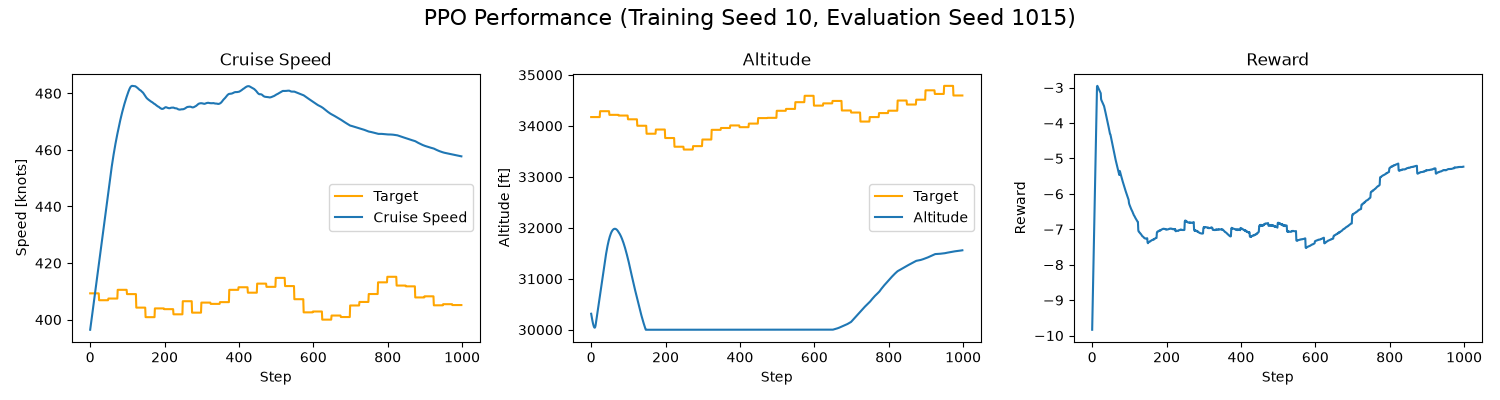 PPO Performance (Training Seed 10, Evaluation Seed 1015)
Cruise Speed
Speed [knots]
480
460
440
420
400
0 200 400 600 800 1000
Step
Target
Cruise Speed
Altitude
Altitude [ft]
35000
34000
33000
32000
31000
30000
0 200 400 600 800 1000
Step
Target
Altitude
Reward
Reward
−3
−4
−5
−6
−7
−8
−9
−10
0 200 400 600 800 1000
Step